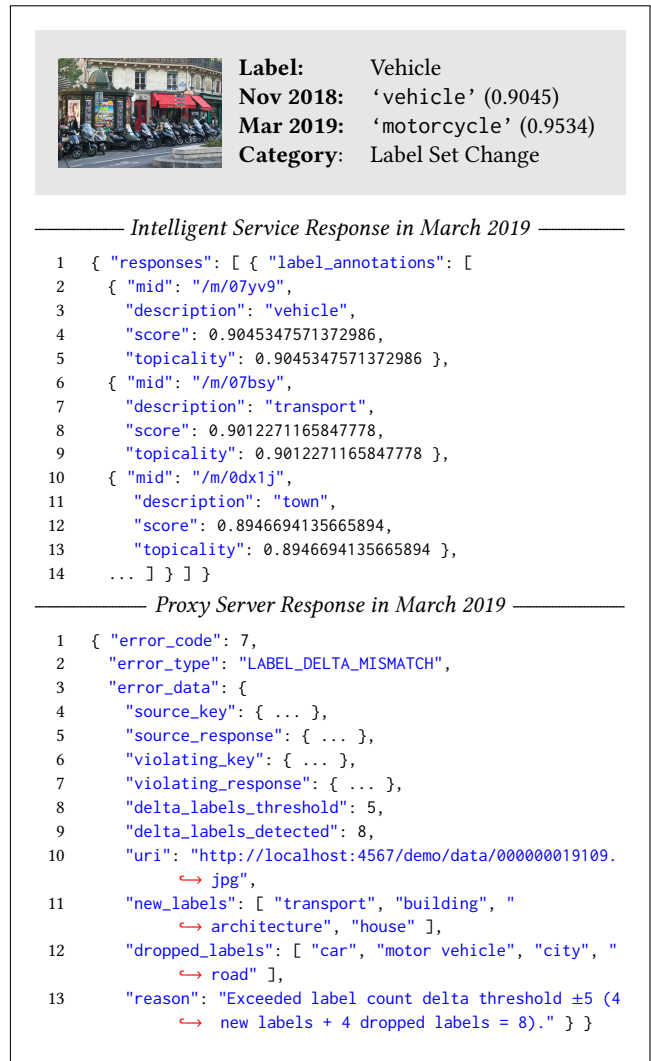 Label: Vehicle
Nov 2018: ‘vehicle’ (0.9045)
Mar 2019: ‘motorcycle’ (0.9534)
Category: Label Set Change
Intelligent Service Response in March 2019
1 { "responses": [ { "label_annotations": [
2 { "mid": "/m/07yv9",
3 "description": "vehicle",
4 "score": 0.9045347571372986,
5 "topicality": 0.9045347571372986 },
6 { "mid": "/m/07bsy",
7 "description": "transport",
8 "score": 0.9012271165847778,
9 "topicality": 0.9012271165847778 },
10 { "mid": "/m/0dx1j",
11 "description": "town",
12 "score": 0.8946694135665894,
13 "topicality": 0.8946694135665894 },
14 ... ] } ] }
Proxy Server Response in March 2019
1 { "error_code": 7,
2 "error_type": "LABEL_DELTA_MISMATCH",
3 "error_data": {
4 "source_key": { ... },
5 "source_response": { ... },
6 "violating_key": { ... },
7 "violating_response": { ... },
8 "delta_labels_threshold": 5,
9 "delta_labels_detected": 8,
10 "uri": "http://localhost:4567/demo/data/000000019109.
↪ jpg",
11 "new_labels": [ "transport", "building", "
↪ architecture", "house" ],
12 "dropped_labels": [ "car", "motor vehicle", "city", "
↪ road" ],
13 "reason": "Exceeded label count delta threshold ±5 (4
↪ new labels + 4 dropped labels = 8)." } }